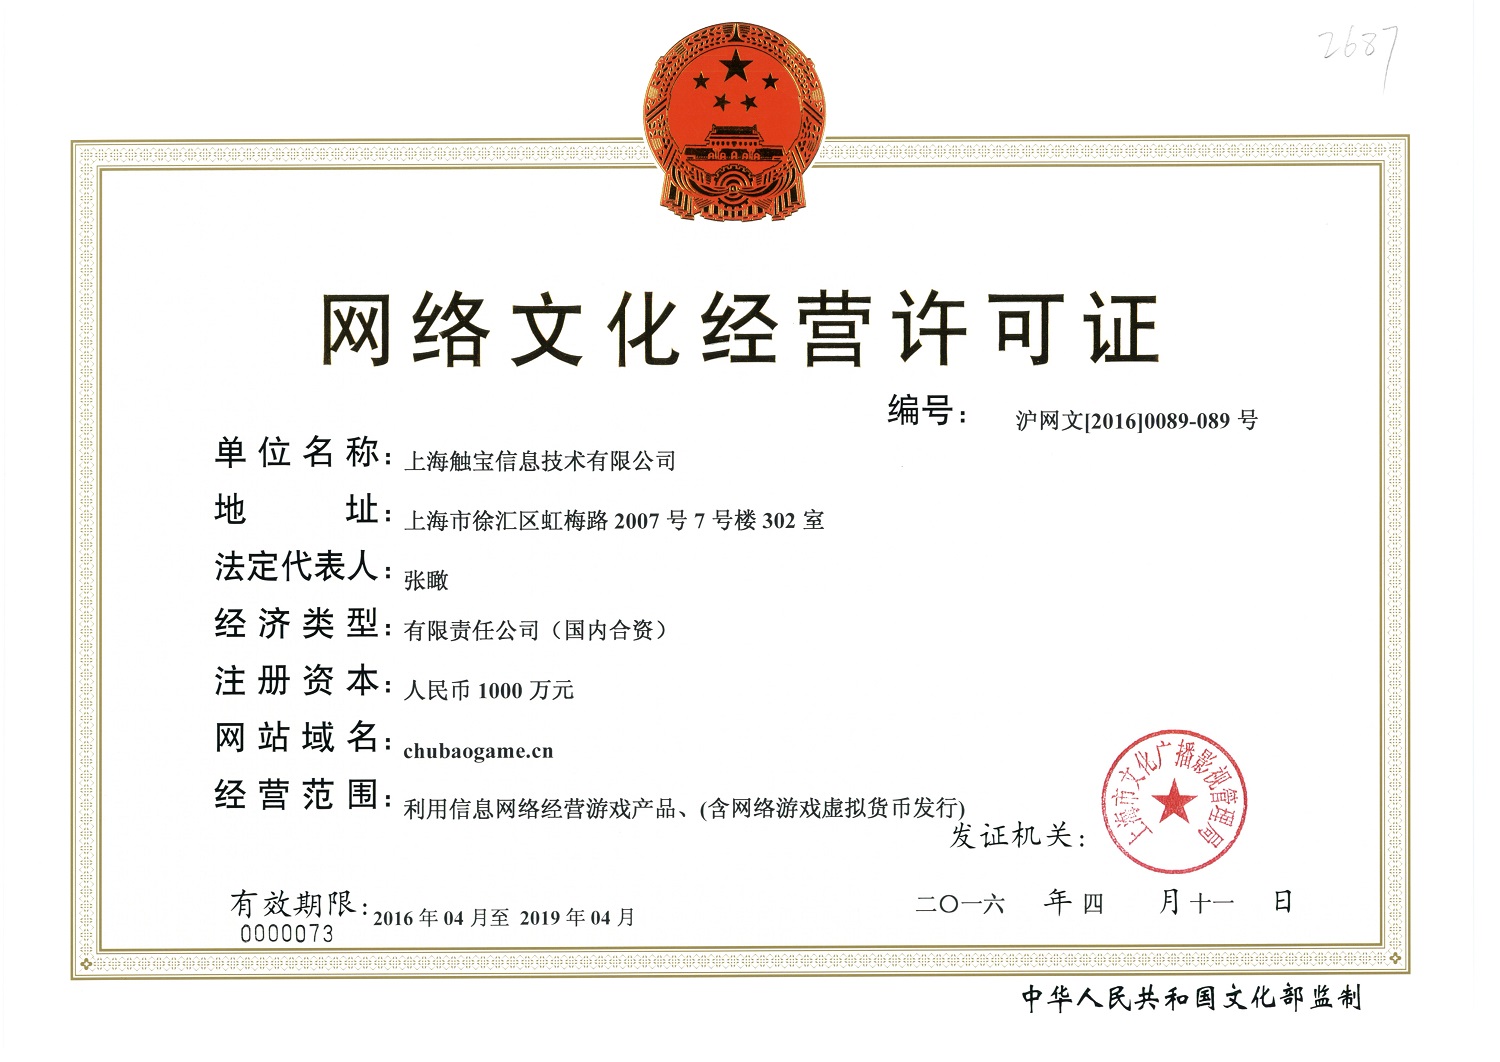 2687
网络文化经营许可证
编号： 沪网文[2016]0089-089 号
单位名称：上海触宝信息技术有限公司
地址：上海市徐汇区虹梅路 2007 号 7 号楼 302 室
法定代表人：张瞰
经济类型：有限责任公司（国内合资）
注册资本：人民币 1000 万元
网站域名：chubaogame.cn
经营范围：利用信息网络经营游戏产品、(含网络游戏虚拟货币发行)
发证机关：
上海市文化广播影视管理局
有效期限：2016 年 04 月至 2019 年 04 月
二〇一六 年 四 月 十一 日
0000073
中华人民共和国文化部监制